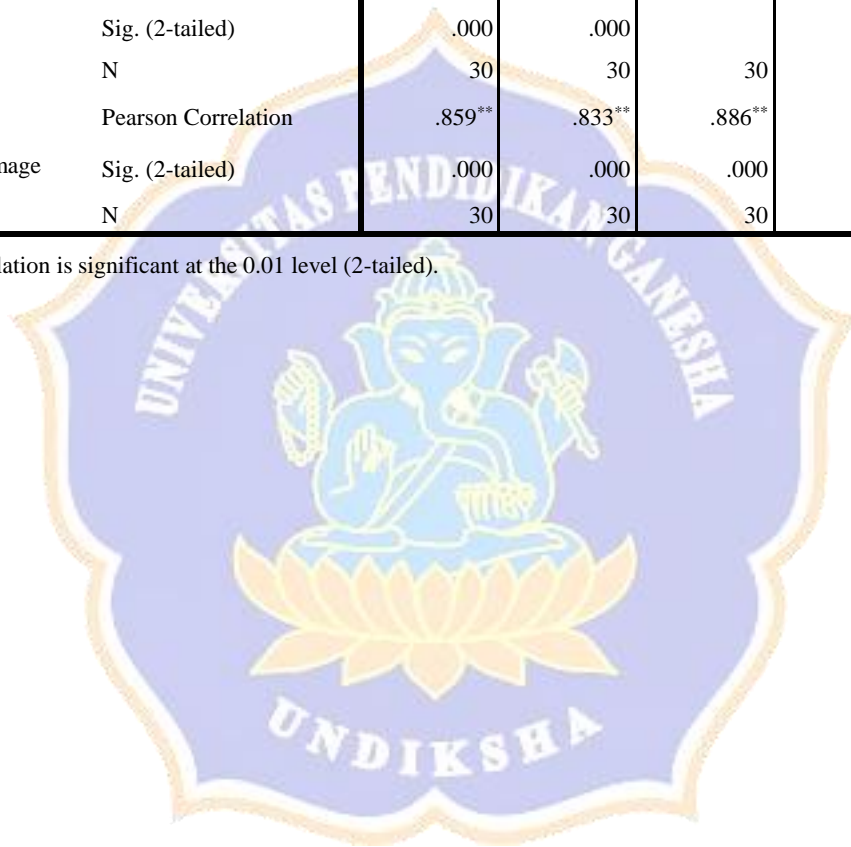 Sig. (2-tailed) .000 .000
N 30 30 30
Pearson Correlation .859** .833** .886**
mage Sig. (2-tailed) .000 .000 .000
N 30 30 30
lation is significant at the 0.01 level (2-tailed).
UNIVERSITAS PENDIDIKAN GANESHA
UNDIKSHA